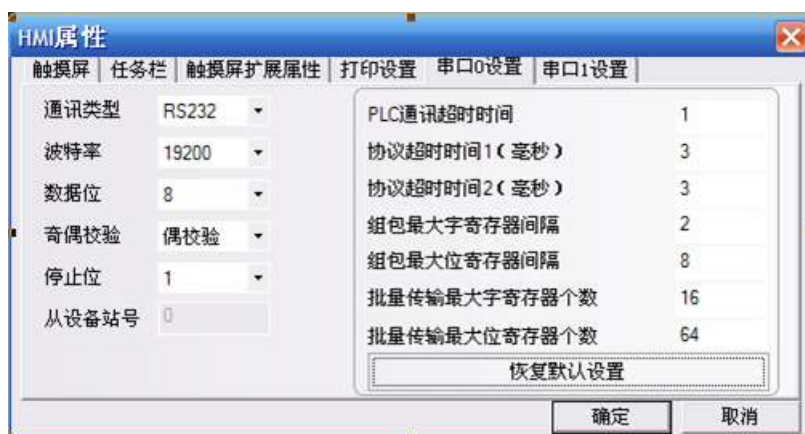 HMI属性
触摸屏 任务栏 触摸屏扩展属性 打印设置 串口0设置 串口1设置
通讯类型 RS232
波特率 19200
数据位 8
奇偶校验 偶校验
停止位 1
从设备站号 0
PLC通讯超时时间 1
协议超时时间1(毫秒) 3
协议超时时间2(毫秒) 3
组包最大字寄存器间隔 2
组包最大位寄存器间隔 8
批量传输最大字寄存器个数 16
批量传输最大位寄存器个数 64
恢复默认设置
确定 取消